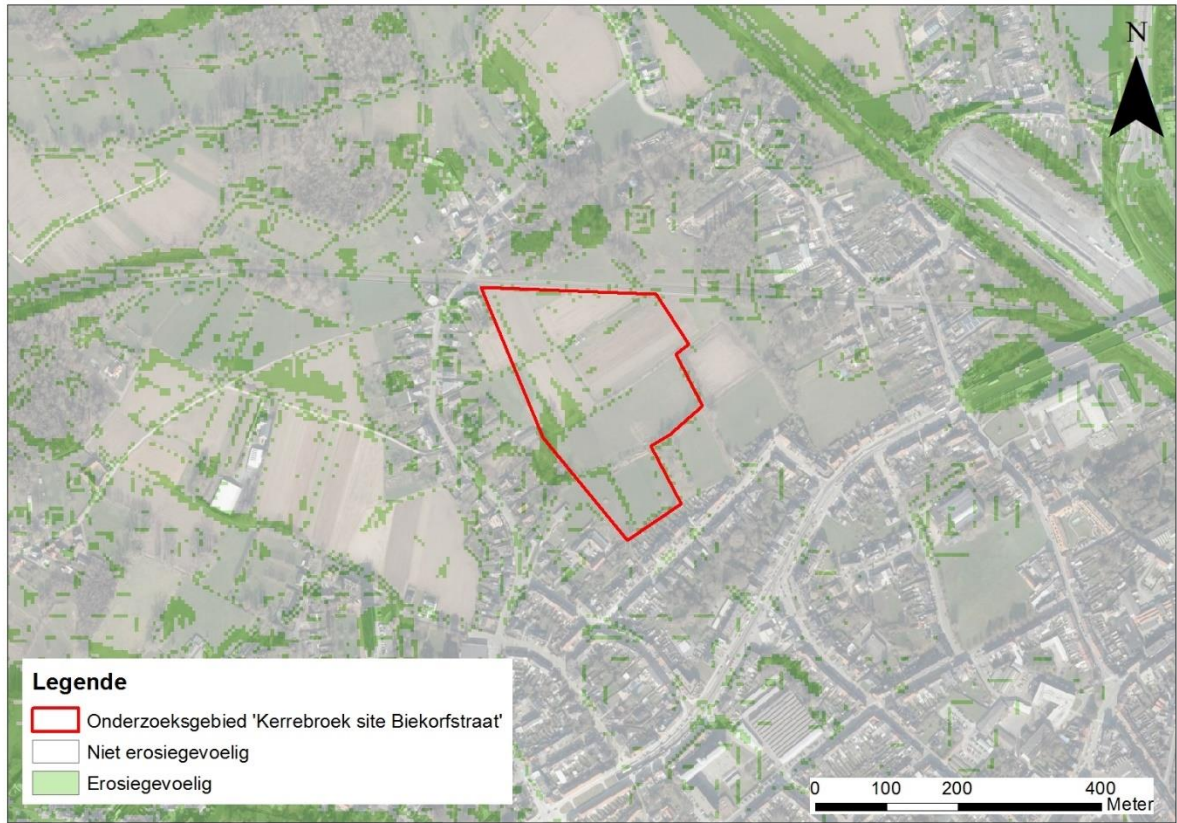 N
Legende
Onderzoeksgebied 'Kerrebroek site Biekorfstraat'
Niet erosiegevoelig
Erosiegevoelig
0 100 200 400
Meter